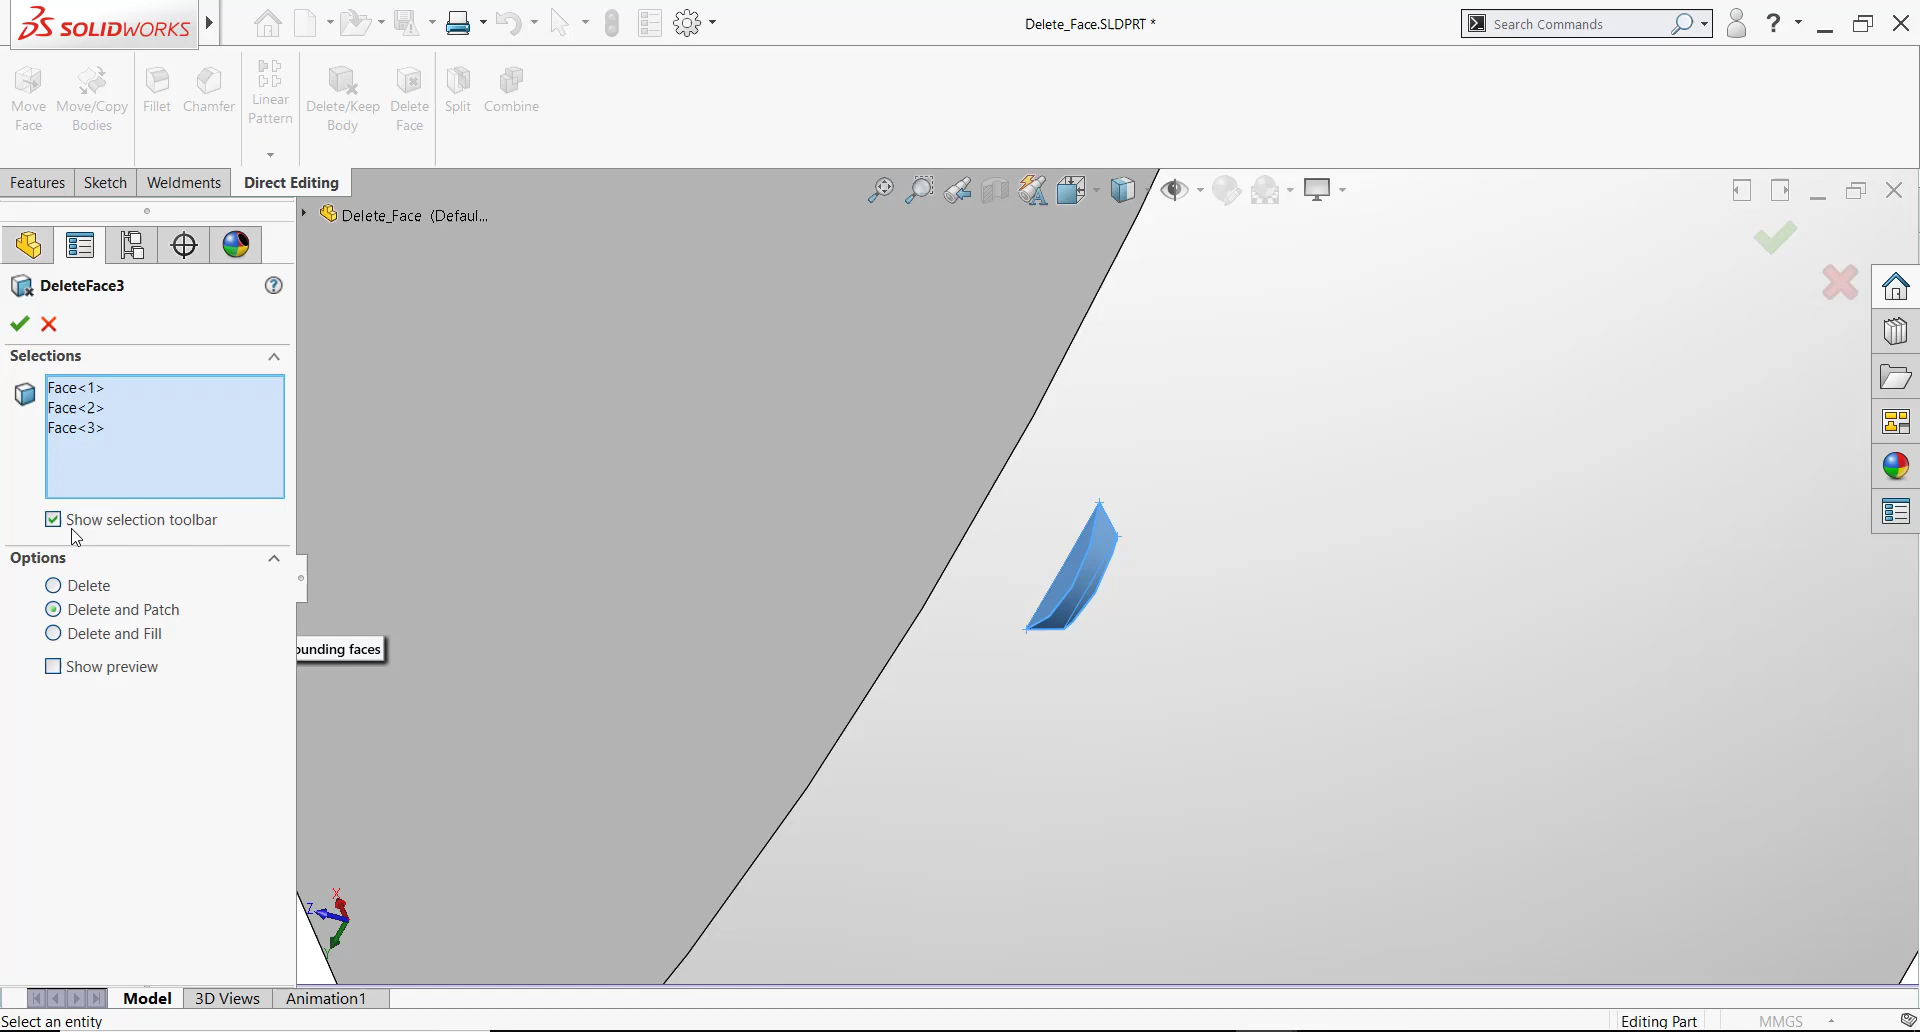 SOLIDWORKS
Delete_Face.SLDPRT *
Search Commands
?
Move Face
Move/Copy Bodies
Fillet
Chamfer
Linear Pattern
Delete/Keep Body
Delete Face
Split
Combine
Features
Sketch
Weldments
Direct Editing
Delete_Face (Defaul...
DeleteFace3
?
Selections
Face<1>
Face<2>
Face<3>
Show selection toolbar
Options
Delete
Delete and Patch
Delete and Fill
ounding faces
Show preview
X
Z
Y
Model
3D Views
Animation1
Select an entity
Editing Part
MMGS